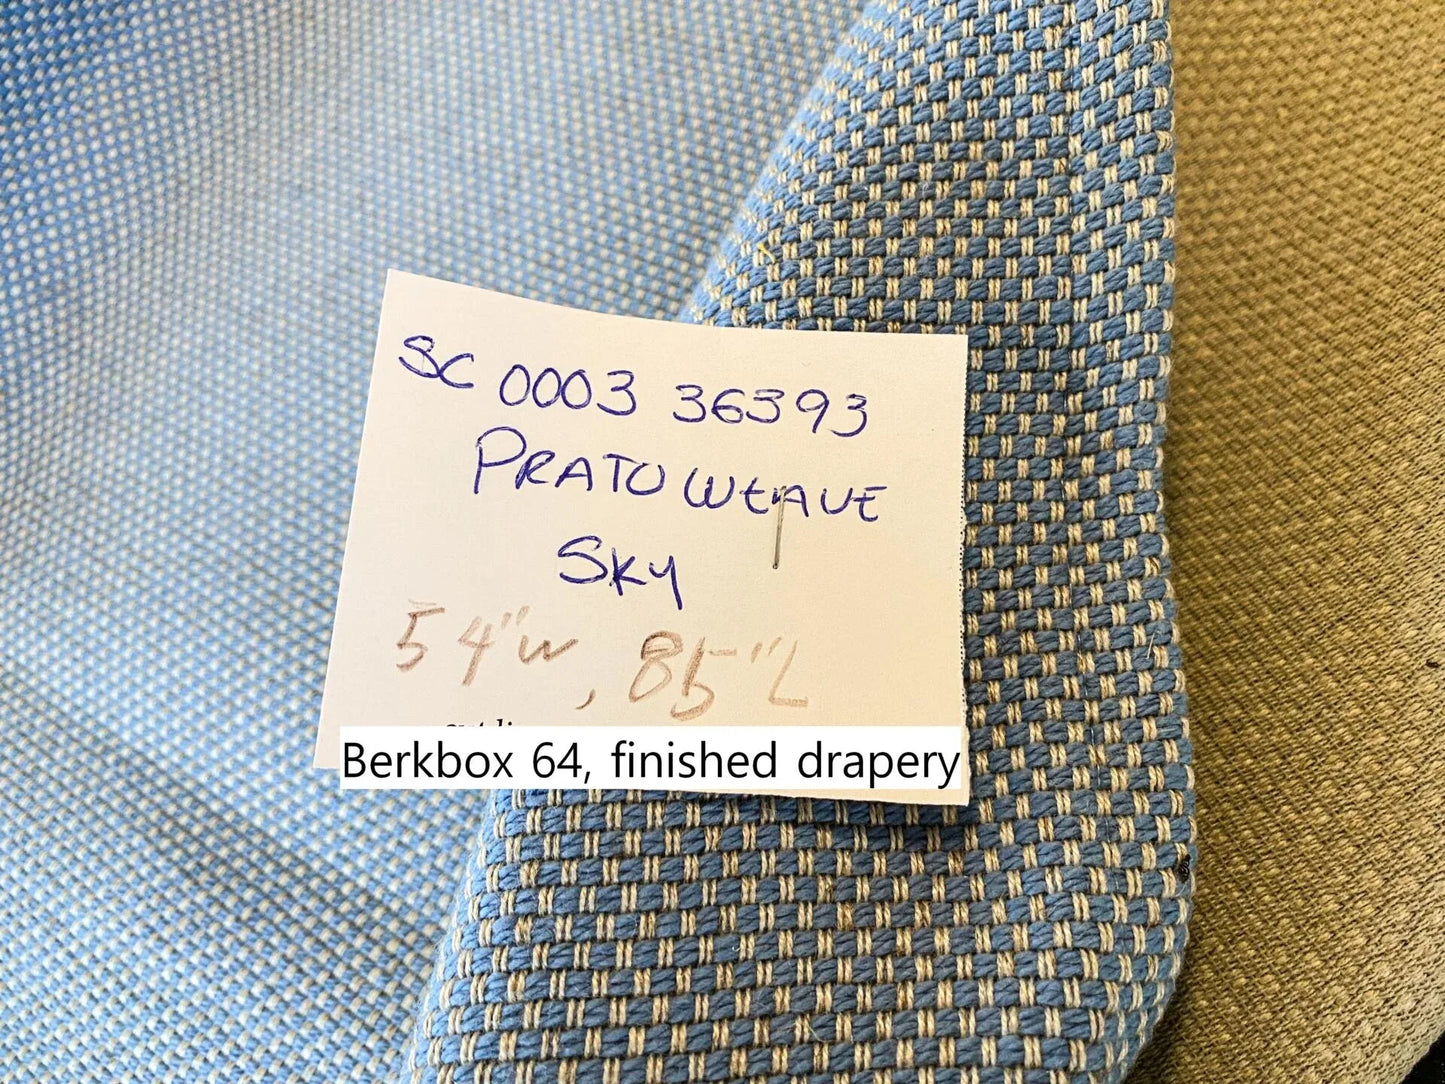 SC 0003 36393
PRATO WEAVE
SKY
54"W, 85"L
Berkbox 64, finished drapery